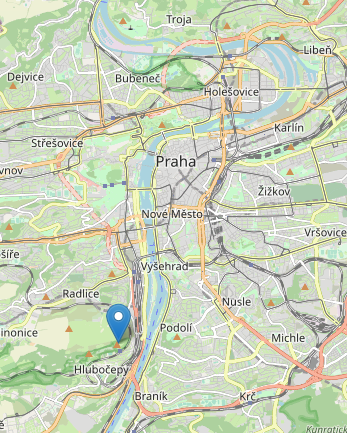 Troja
Libeň
Dejvice
Bubeneč
Holešovice
Karlín
Střešovice
vnov
Praha
Žižkov
Nové Město
Vršovice
šíře
Vyšehrad
Radlice
Nusle
inonice
Podolí
Michle
Hlubočepy
Braník
Krč
Kunratick